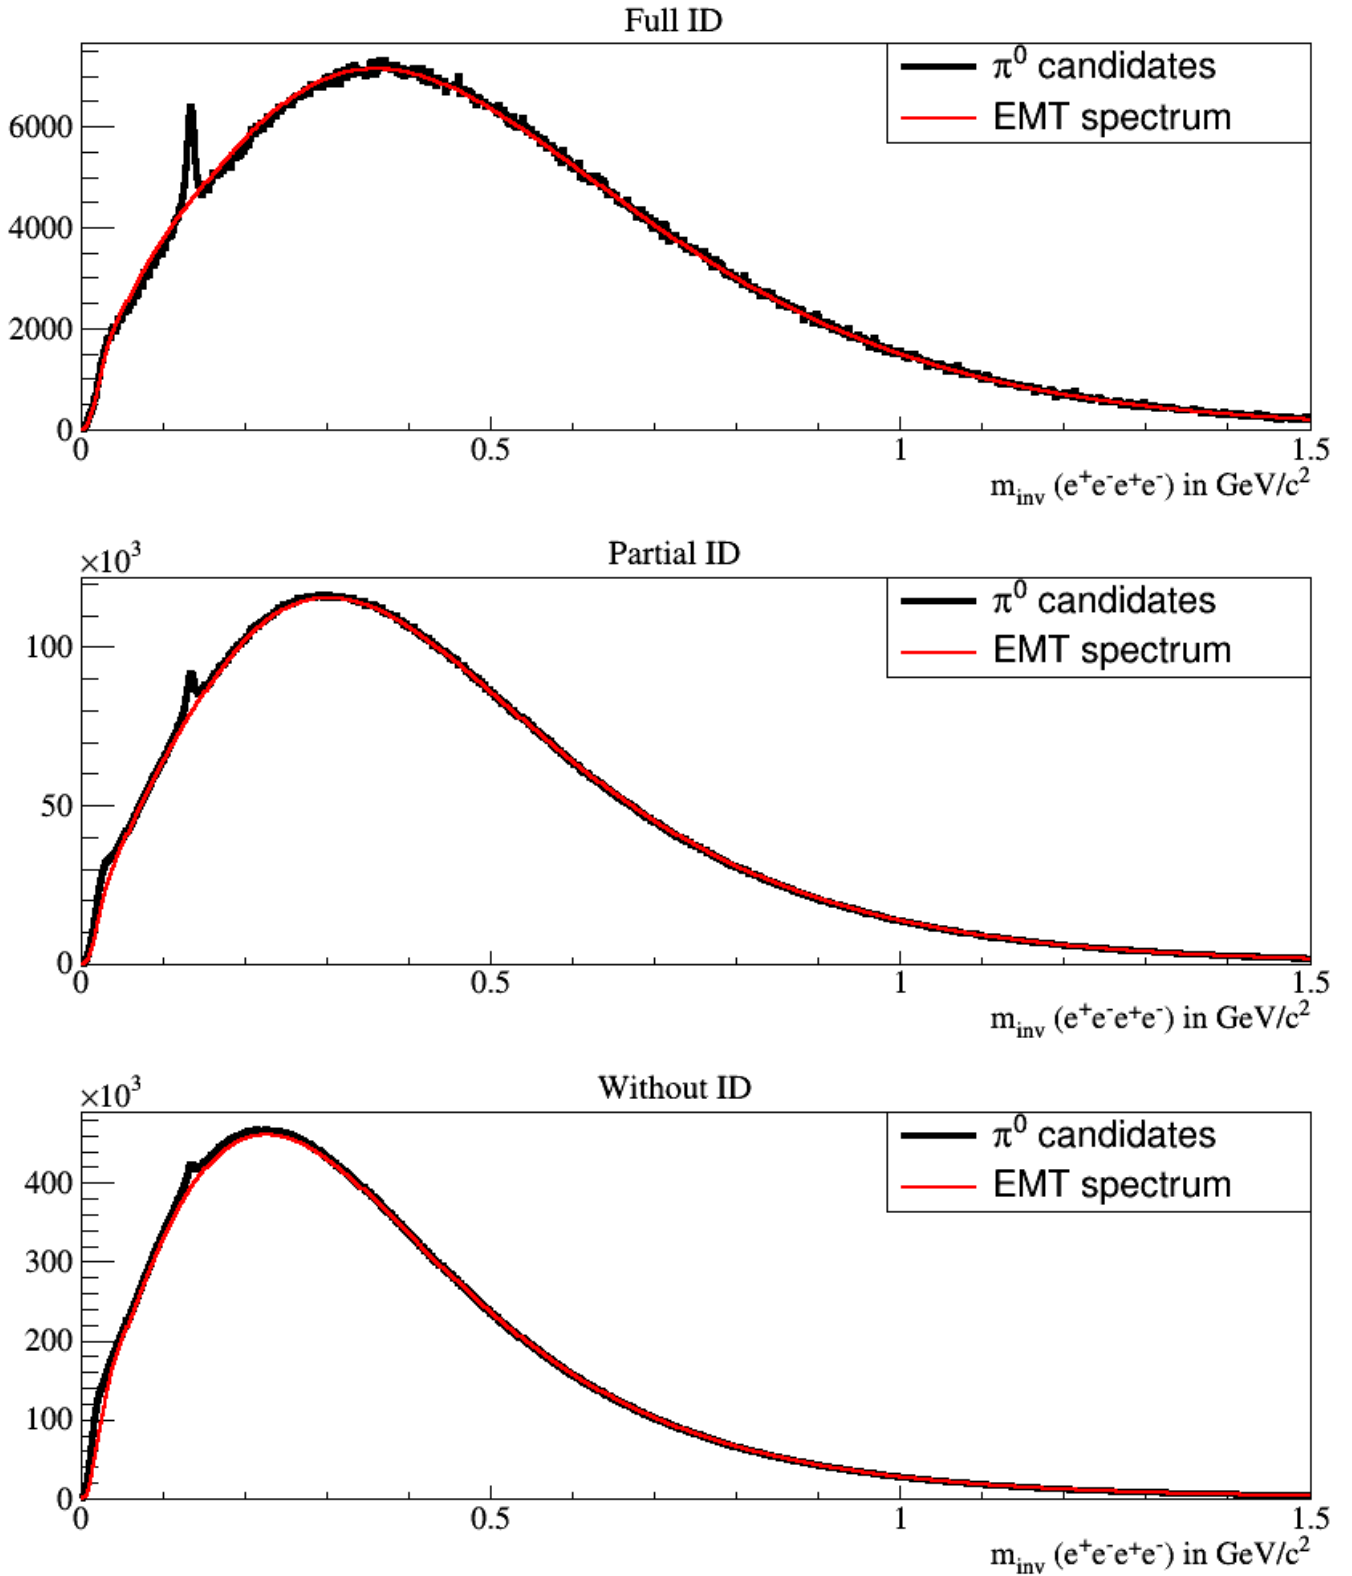 Full ID
π⁰ candidates
EMT spectrum
6000
4000
2000
0
0 0.5 1 1.5
m_inv (e⁺e⁻e⁺e⁻) in GeV/c²
×10³
Partial ID
π⁰ candidates
EMT spectrum
100
50
0
0 0.5 1 1.5
m_inv (e⁺e⁻e⁺e⁻) in GeV/c²
×10³
Without ID
π⁰ candidates
EMT spectrum
400
300
200
100
0
0 0.5 1 1.5
m_inv (e⁺e⁻e⁺e⁻) in GeV/c²